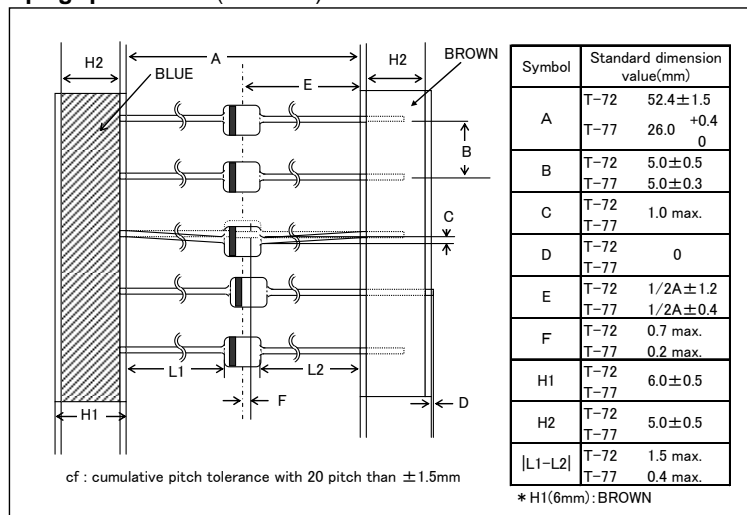 H2
A
H2
BROWN
BLUE
E
B
C
L1
L2
F
D
H1
cf : cumulative pitch tolerance with 20 pitch than ±1.5mm
Symbol Standard dimension
value(mm)
A T-72 52.4±1.5
T-77 26.0 +0.4
0
B T-72 5.0±0.5
T-77 5.0±0.3
C T-72 1.0 max.
T-77
D T-72 0
T-77
E T-72 1/2A±1.2
T-77 1/2A±0.4
F T-72 0.7 max.
T-77 0.2 max.
H1 T-72 6.0±0.5
T-77
H2 T-72 5.0±0.5
T-77
|L1-L2| T-72 1.5 max.
T-77 0.4 max.
*H1(6mm):BROWN